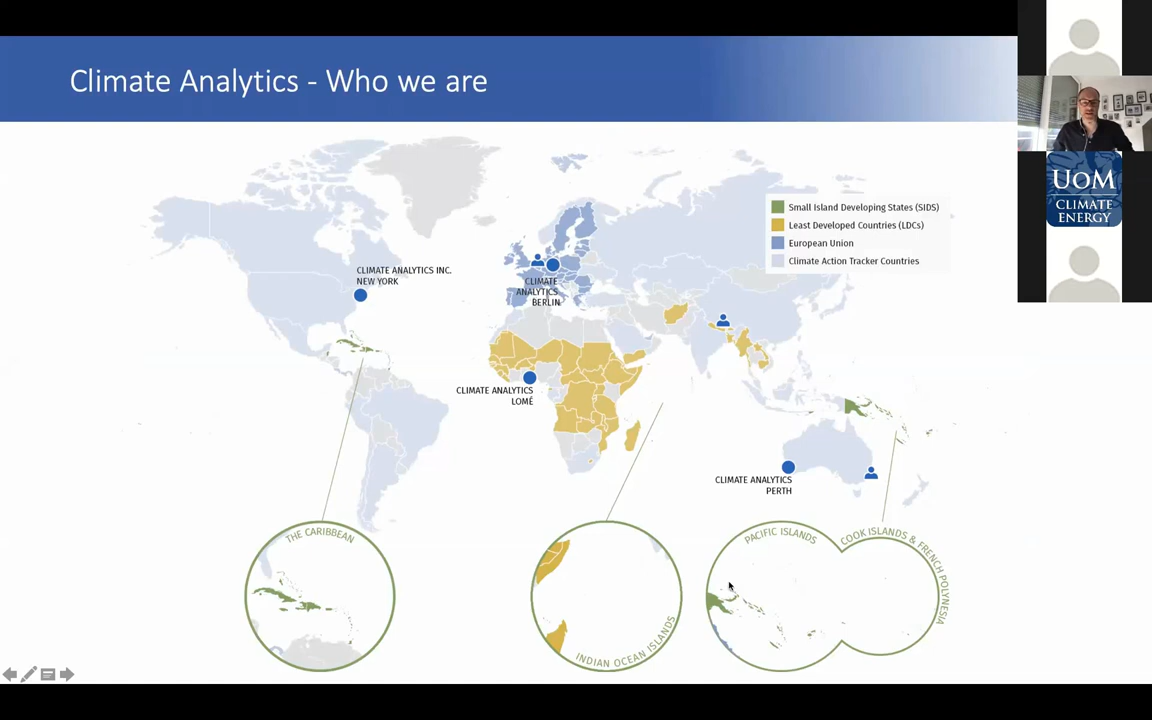 Climate Analytics - Who we are
UoM
CLIMATE
ENERGY
Small Island Developing States (SIDS)
Least Developed Countries (LDCs)
European Union
Climate Action Tracker Countries
CLIMATE ANALYTICS INC.
NEW YORK
CLIMATE
ANALYTICS
BERLIN
CLIMATE ANALYTICS
LOMÉ
CLIMATE ANALYTICS
PERTH
THE CARIBBEAN
INDIAN OCEAN ISLANDS
PACIFIC ISLANDS
COOK ISLANDS & FRENCH POLYNESIA